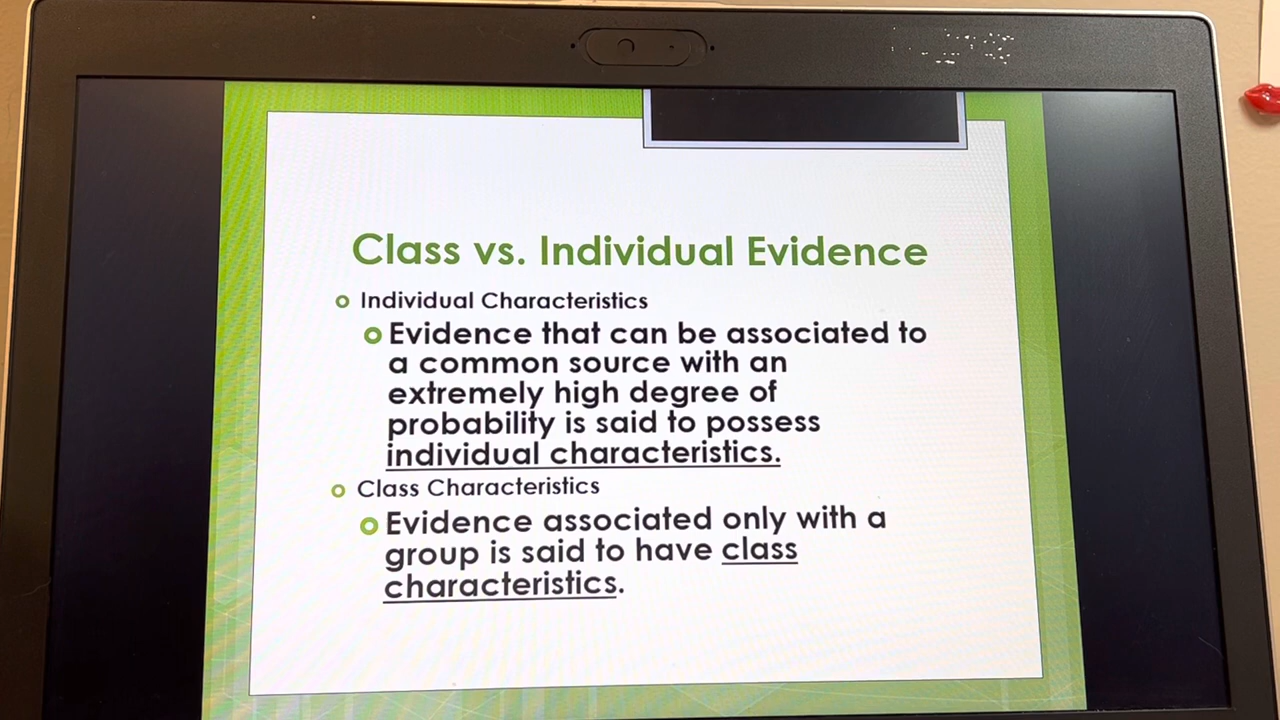 Class vs. Individual Evidence
Individual Characteristics
Evidence that can be associated to
a common source with an
extremely high degree of
probability is said to possess
individual characteristics.
Class Characteristics
Evidence associated only with a
group is said to have class
characteristics.